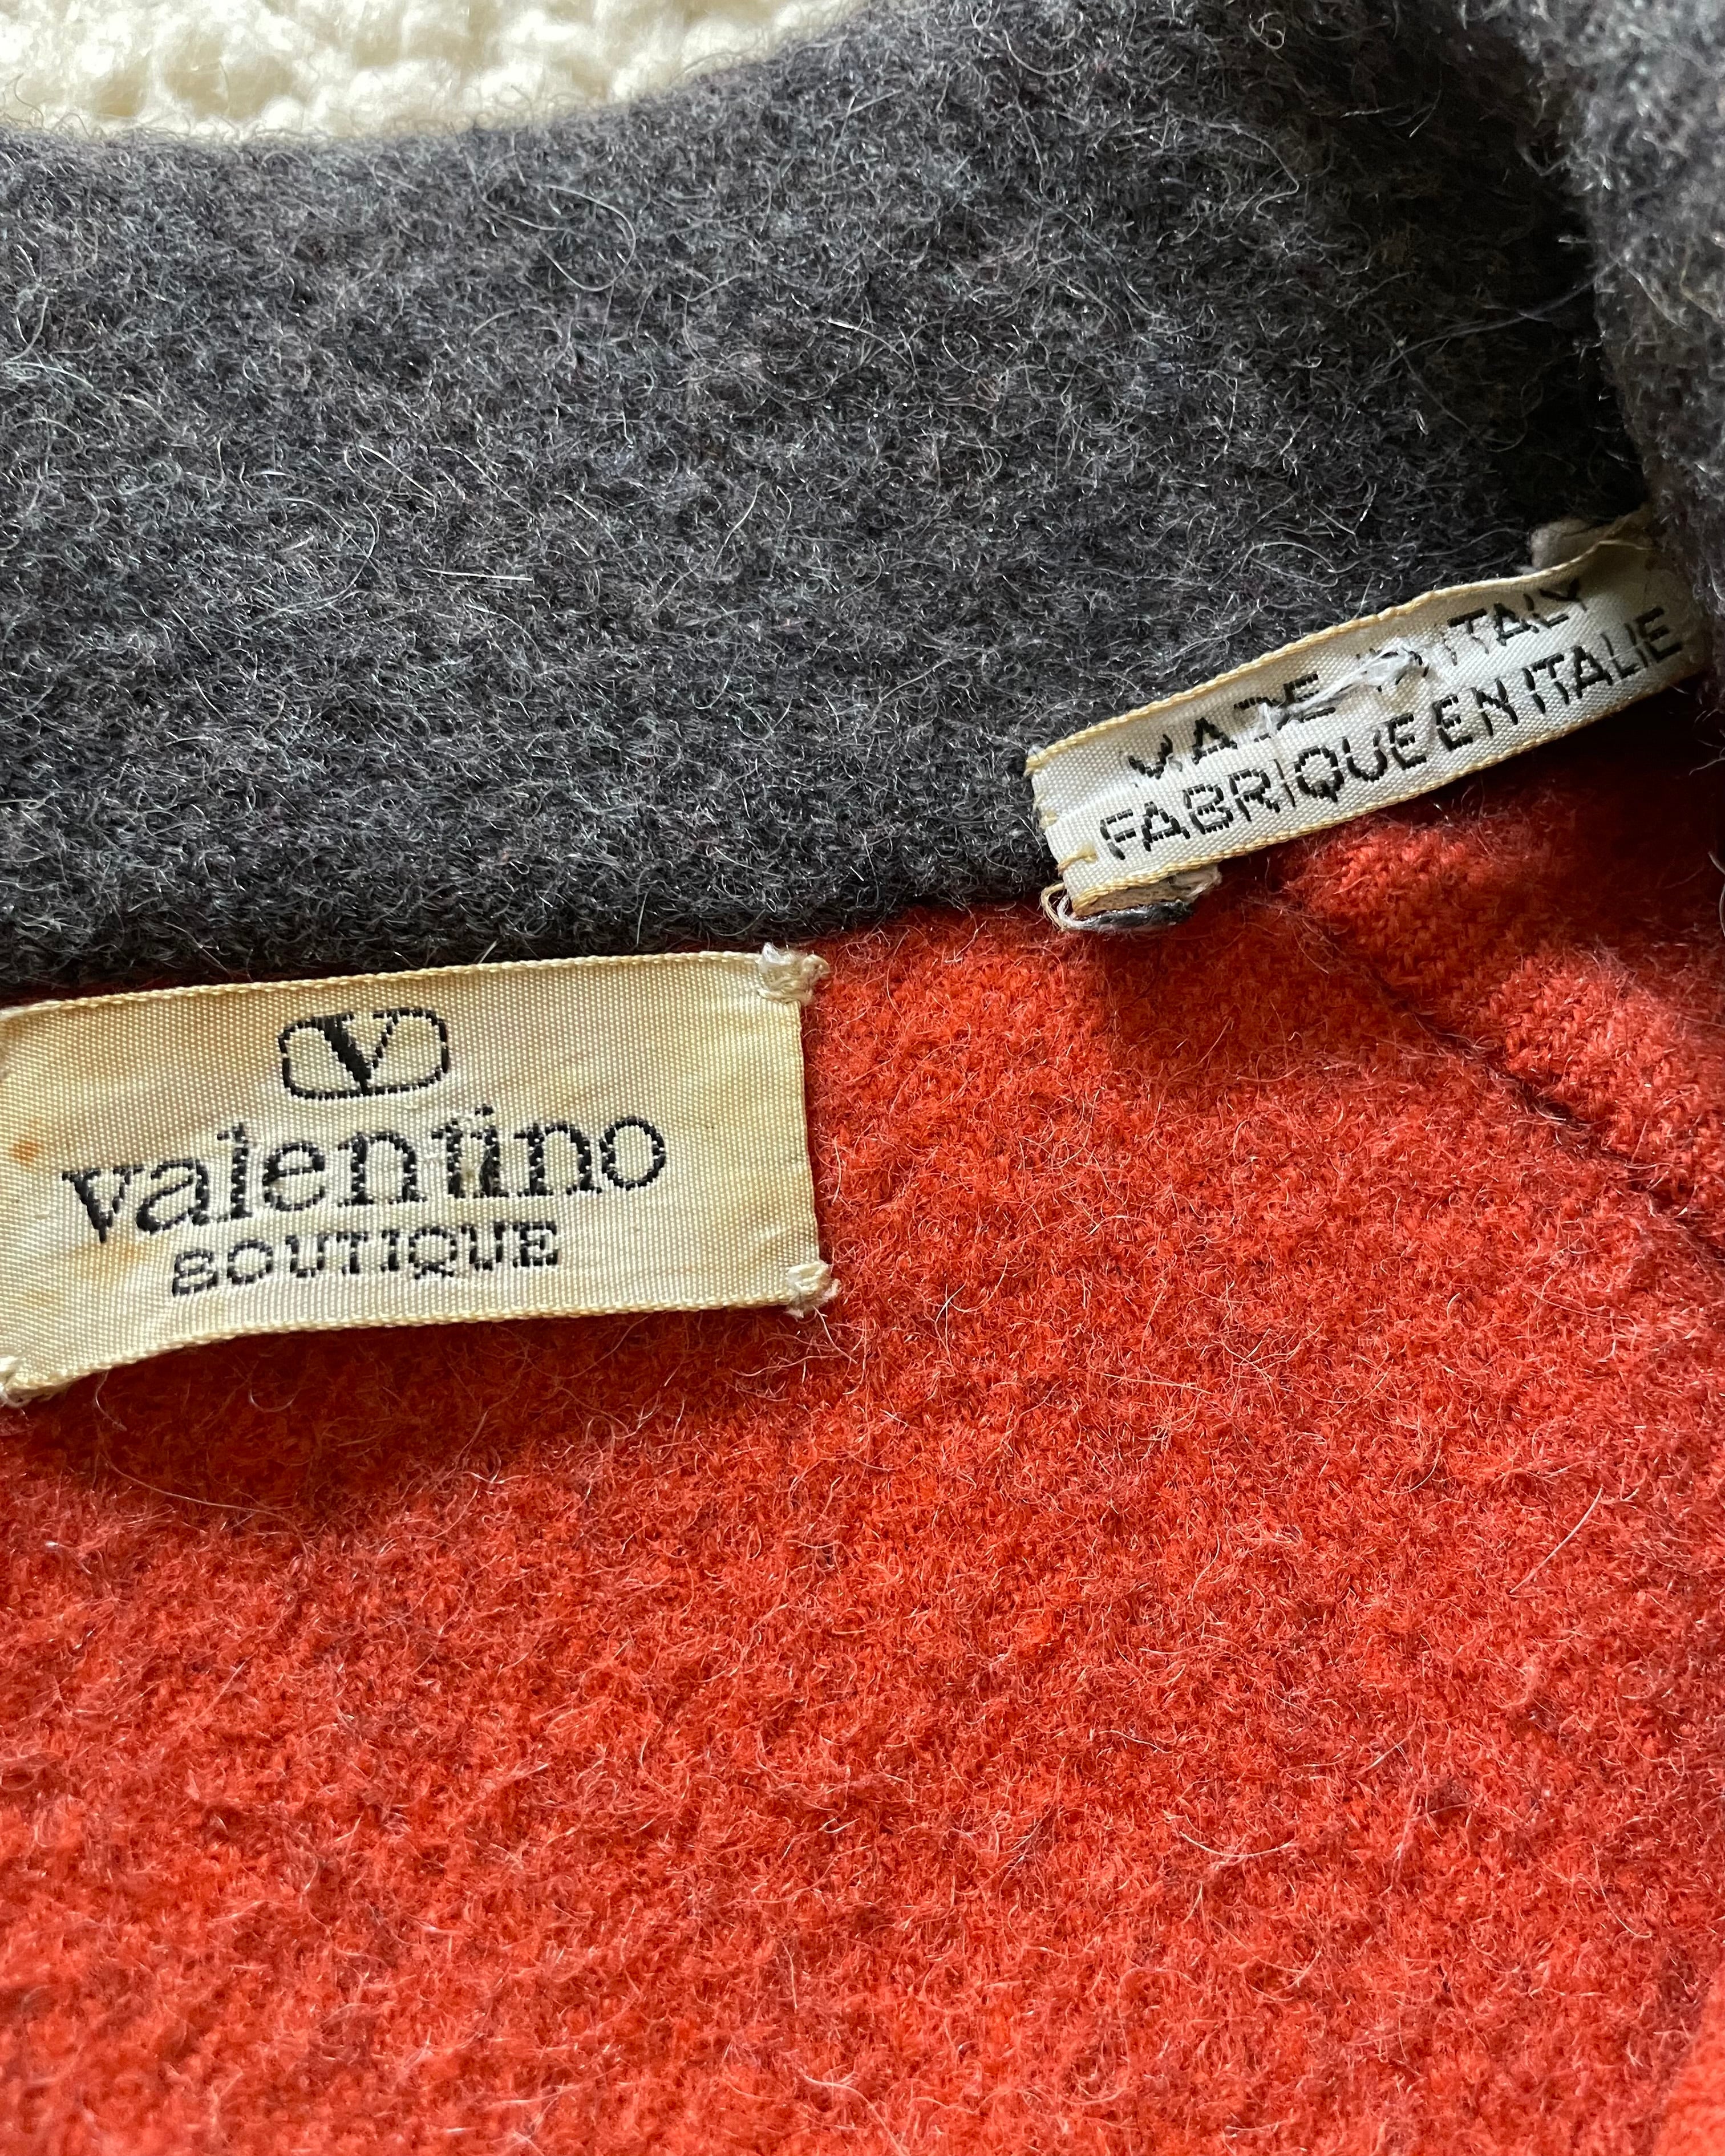 V
valentino
BOUTIQUE
MADE IN ITALY
FABRIQUE EN ITALIE